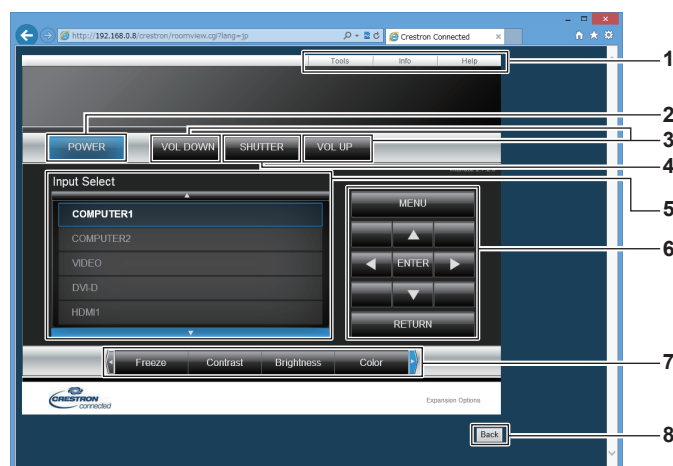 http://192.168.0.8/crestron/roomview.cgi?lang=jp
Crestron Connected
Tools Info Help
1
2
POWER VOL DOWN SHUTTER VOL UP
3
4
Input Select
MENU
5
COMPUTER1
COMPUTER2
6
VIDEO
ENTER
DVI-D
HDMI1
RETURN
Freeze Contrast Brightness Color
7
CRESTRON
connected
Expansion Options
Back
8